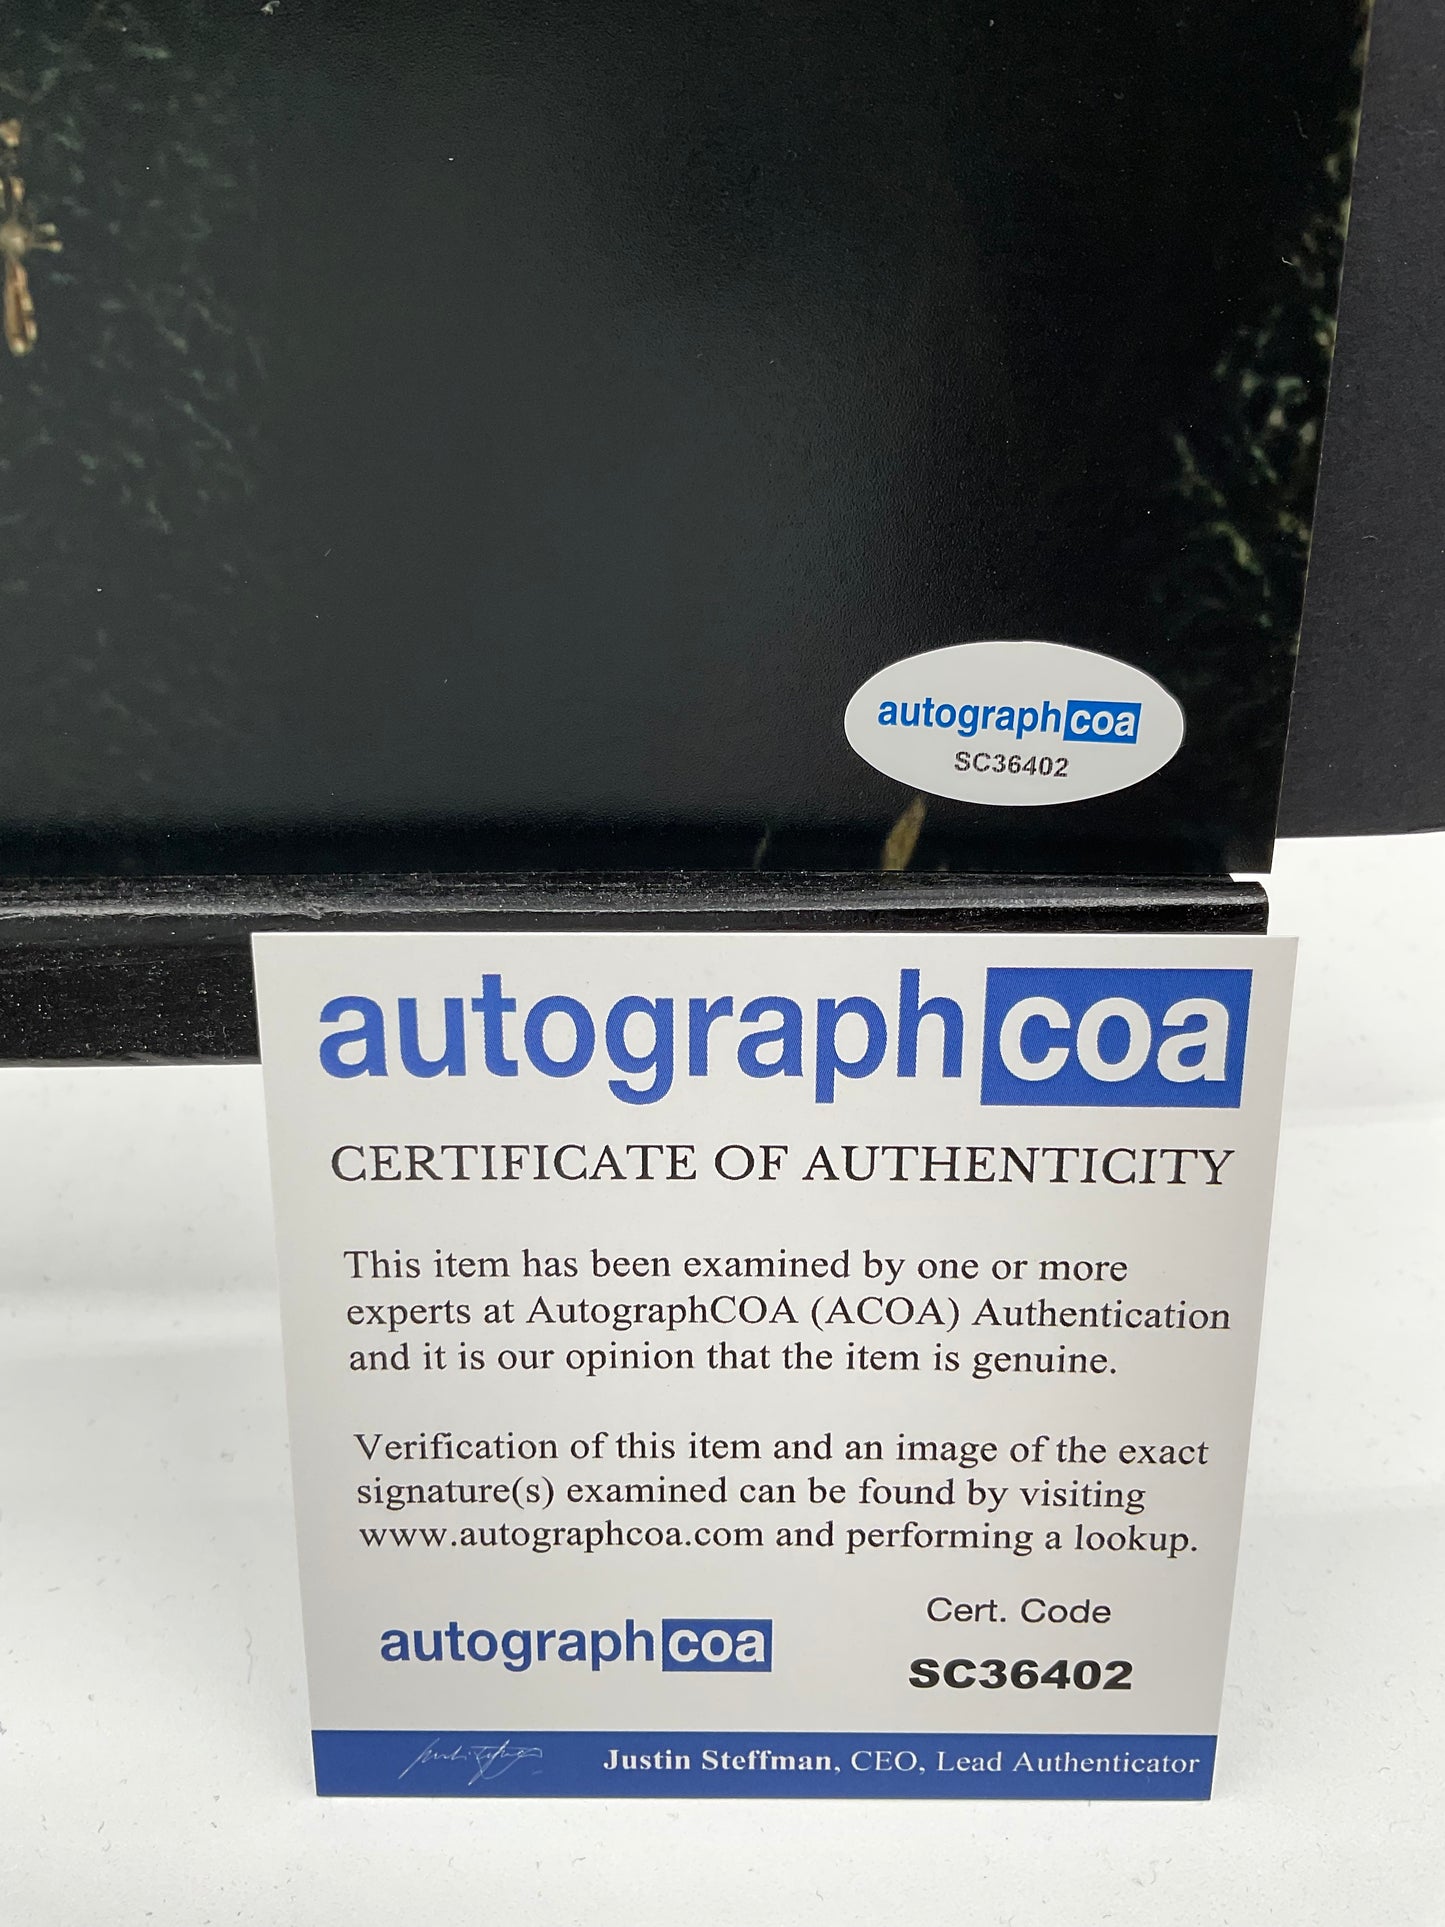 autographcoa
SC36402
autographcoa
CERTIFICATE OF AUTHENTICITY
This item has been examined by one or more
experts at AutographCOA (ACOA) Authentication
and it is our opinion that the item is genuine.
Verification of this item and an image of the exact
signature(s) examined can be found by visiting
www.autographcoa.com and performing a lookup.
Cert. Code
autographcoa
SC36402
Justin Steffman, CEO, Lead Authenticator